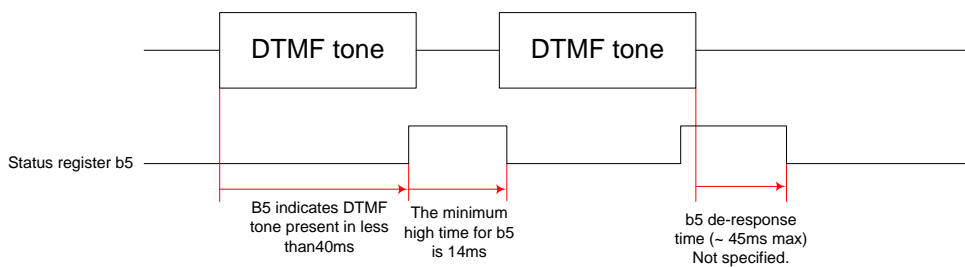 DTMF tone
DTMF tone
Status register b5
B5 indicates DTMF
tone present in less
than40ms
The minimum
high time for b5
is 14ms
b5 de-response
time (~ 45ms max)
Not specified.